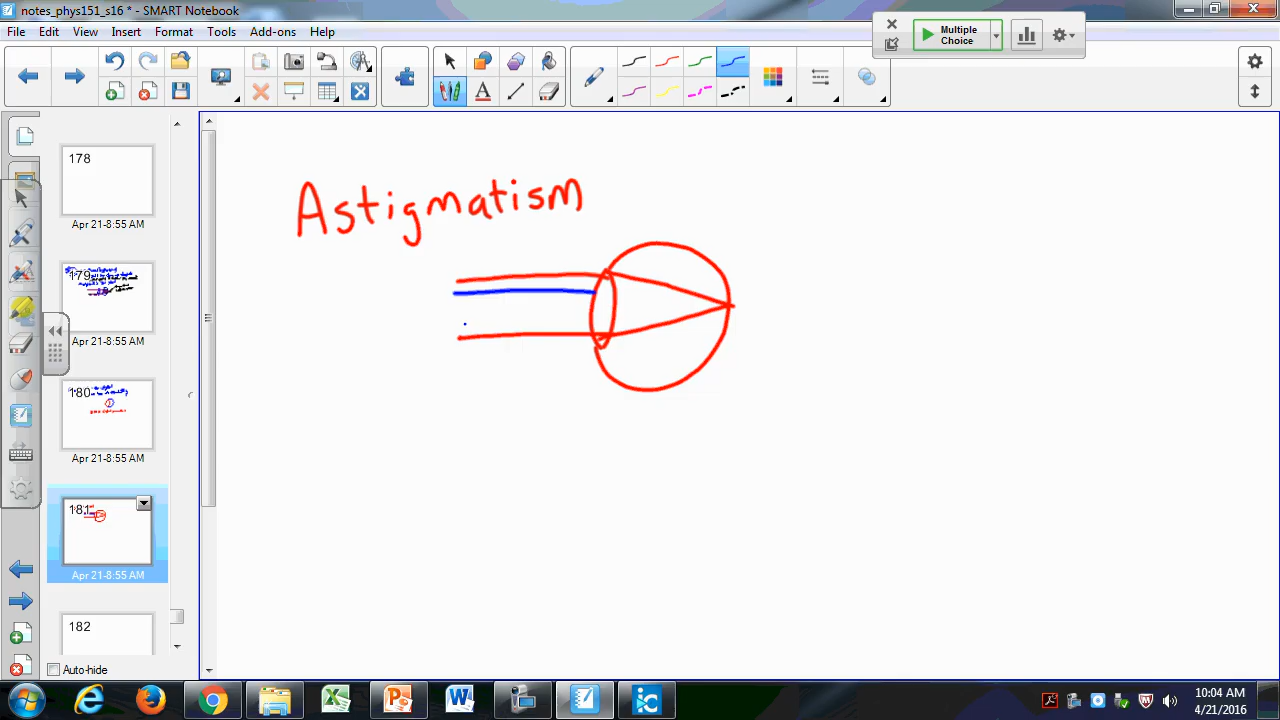 notes_phys151_s16 * - SMART Notebook
File Edit View Insert Format Tools Add-ons Help
Multiple
Choice
178
Apr 21-8:55 AM
179
Apr 21-8:55 AM
180
Apr 21-8:55 AM
181
Apr 21-8:55 AM
182
Auto-hide
Astigmatism
10:04 AM
4/21/2016